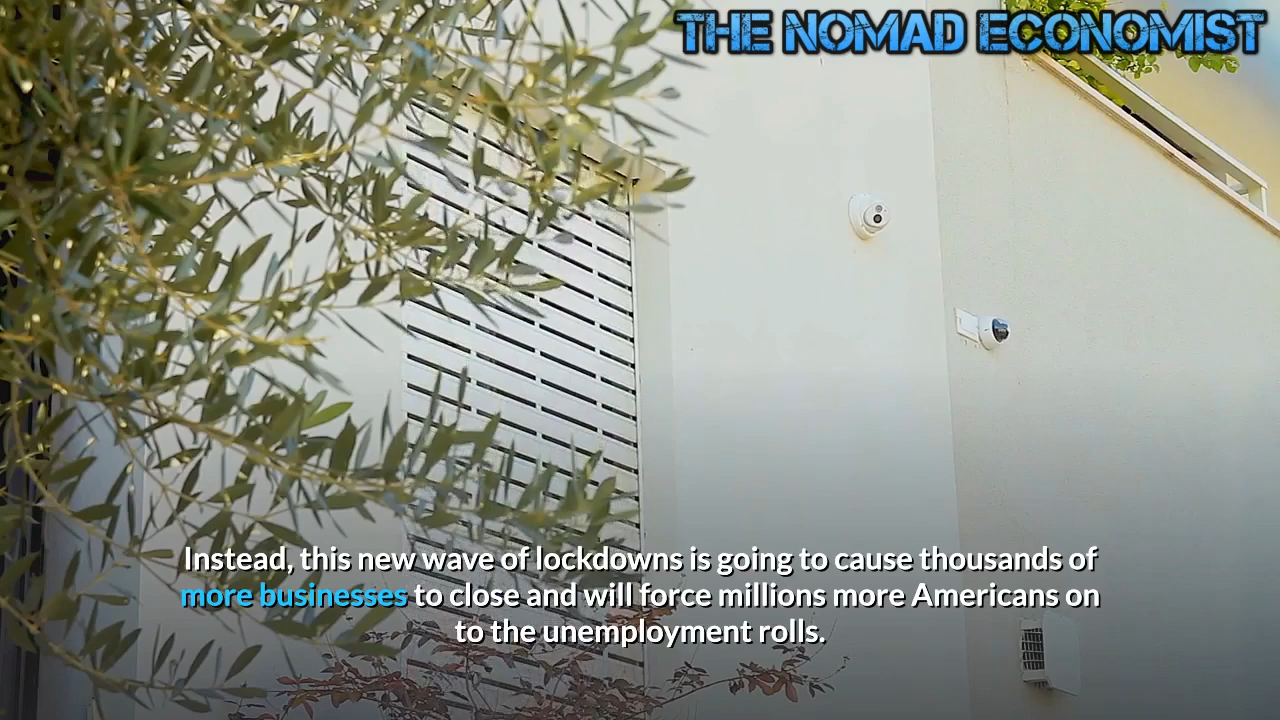 THE NOMAD ECONOMIST
Instead, this new wave of lockdowns is going to cause thousands of
more businesses to close and will force millions more Americans on
to the unemployment rolls.